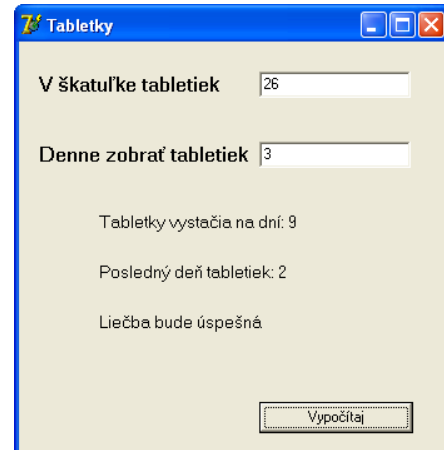 Tabletky
V škatuľke tabletiek 26
Denne zobrať tabletiek 3
Tabletky vystačia na dní: 9
Posledný deň tabletiek: 2
Liečba bude úspešná
Vypočítaj